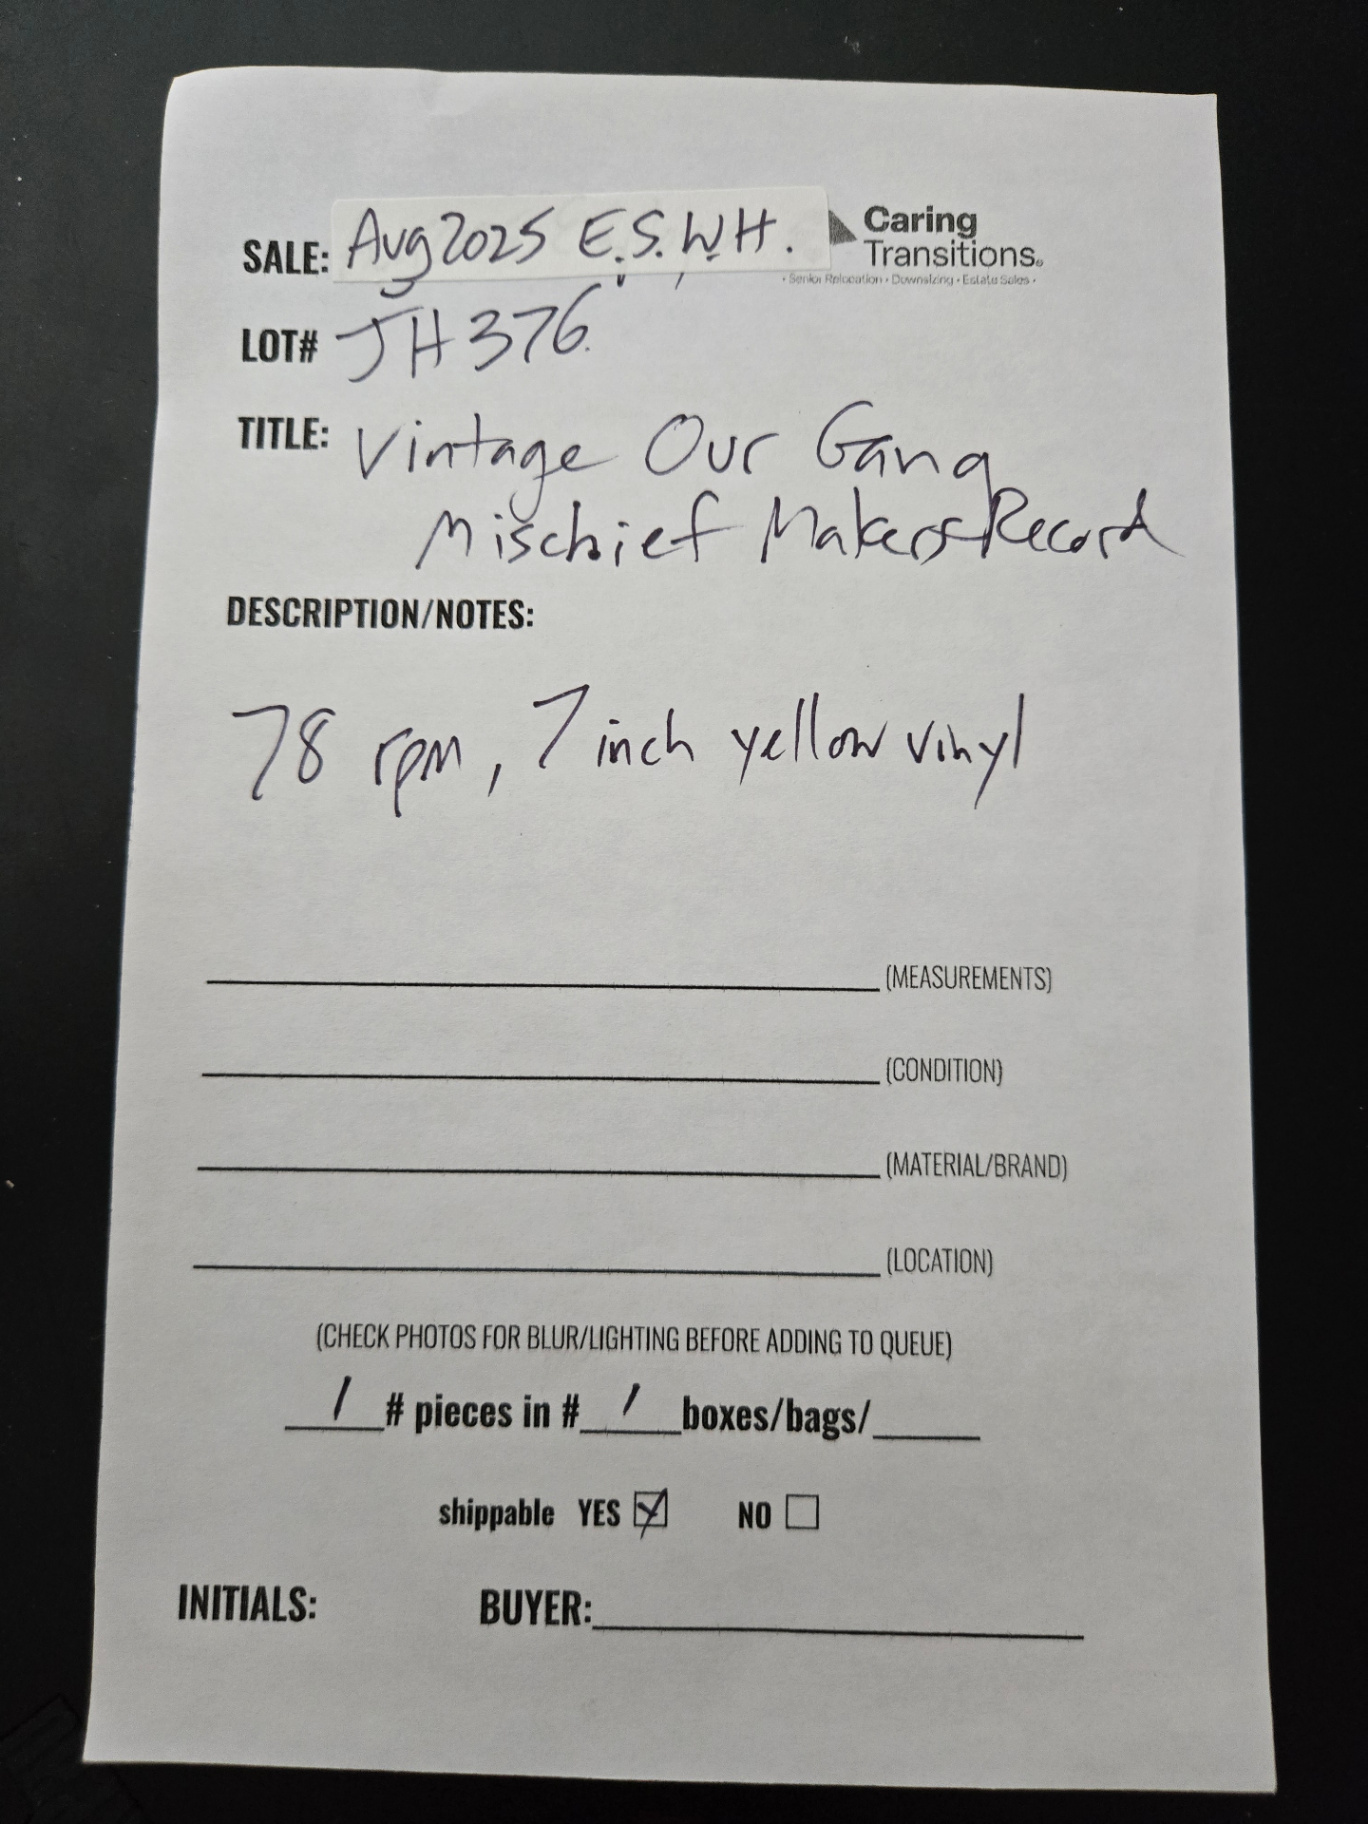 SALE: Aug 2025 E.S.W.H.
Caring
Transitions®
• Senior Relocation • Downsizing • Estate Sales •
LOT# JH376
TITLE: Vintage Our Gang
Mischief Makers Record
DESCRIPTION/NOTES:
78 rpm, 7 inch yellow vinyl
(MEASUREMENTS)
(CONDITION)
(MATERIAL/BRAND)
(LOCATION)
(CHECK PHOTOS FOR BLUR/LIGHTING BEFORE ADDING TO QUEUE)
1 # pieces in # 1 boxes/bags/
shippable YES NO
INITIALS: BUYER: